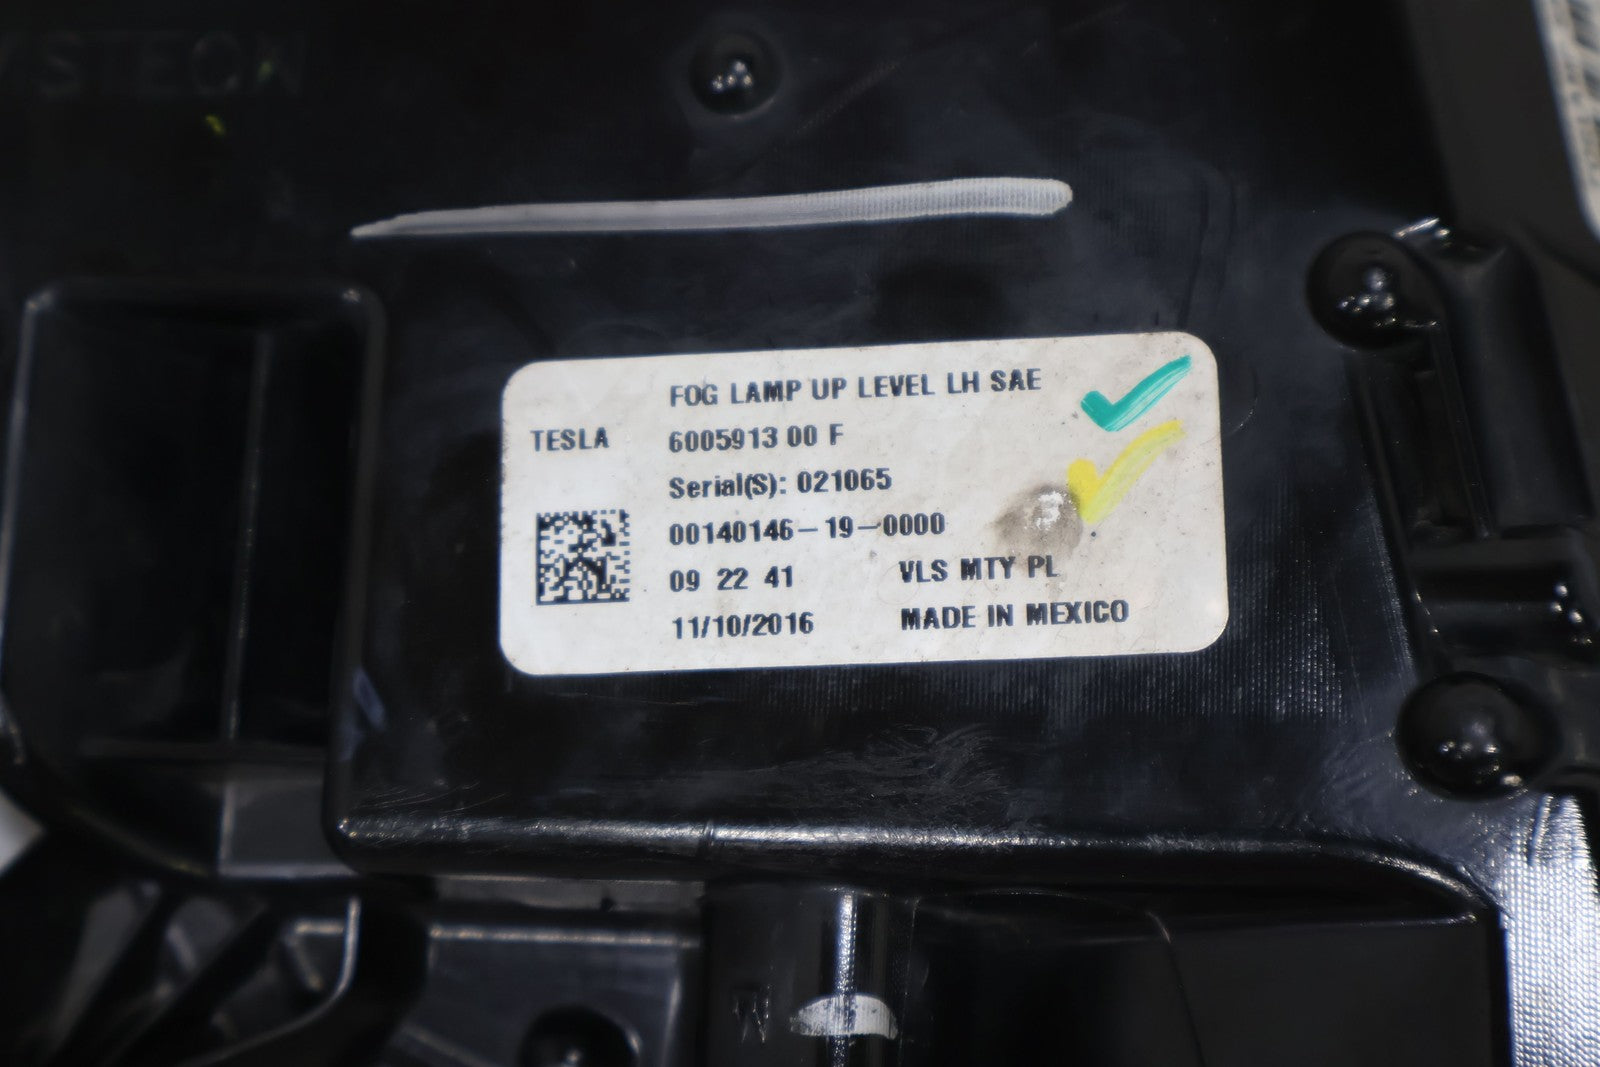 FOG LAMP UP LEVEL LH SAE
TESLA 6005913 00 F
Serial(S): 021065
00140146-19-0000
09 22 41 VLS MTY PL
11/10/2016 MADE IN MEXICO